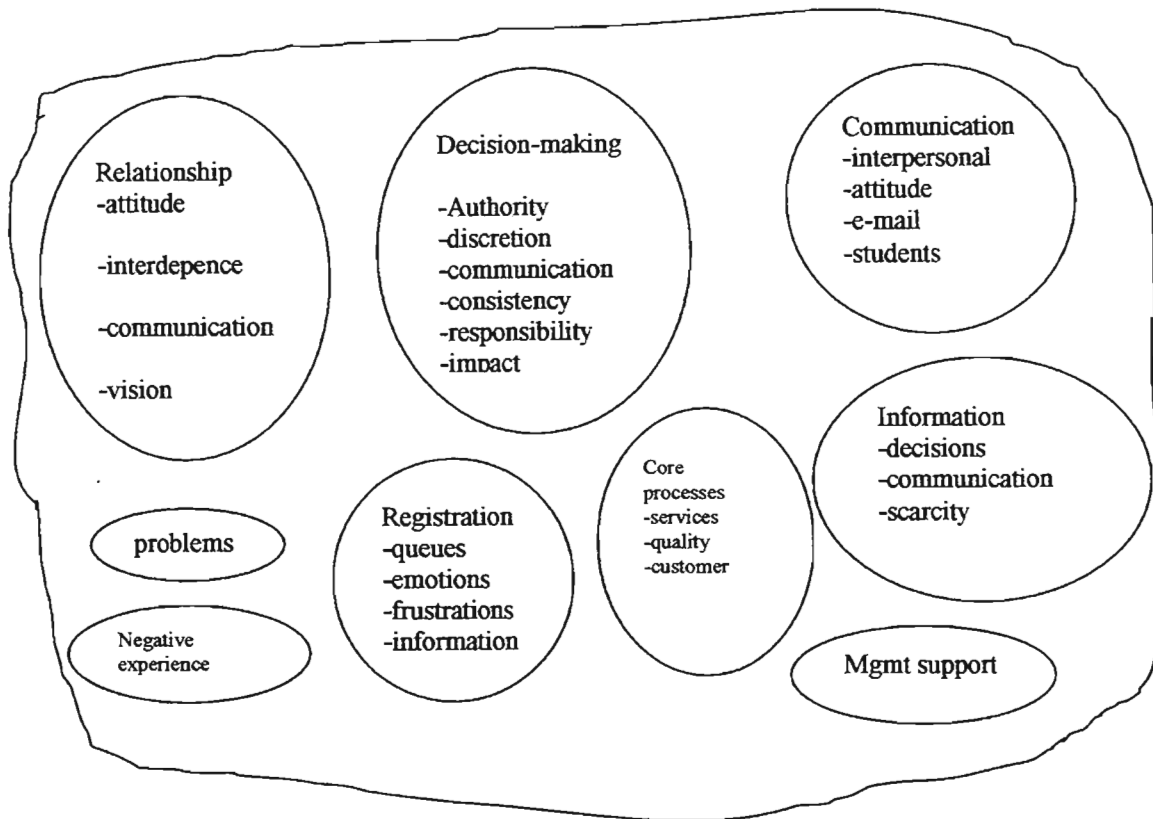 Relationship
-attitude
-interdepence
-communication
-vision
Decision-making
-Authority
-discretion
-communication
-consistency
-responsibility
-impact
Communication
-interpersonal
-attitude
-e-mail
-students
Information
-decisions
-communication
-scarcity
Core
processes
-services
-quality
-customer
Registration
-queues
-emotions
-frustrations
-information
problems
Negative
experience
Mgmt support